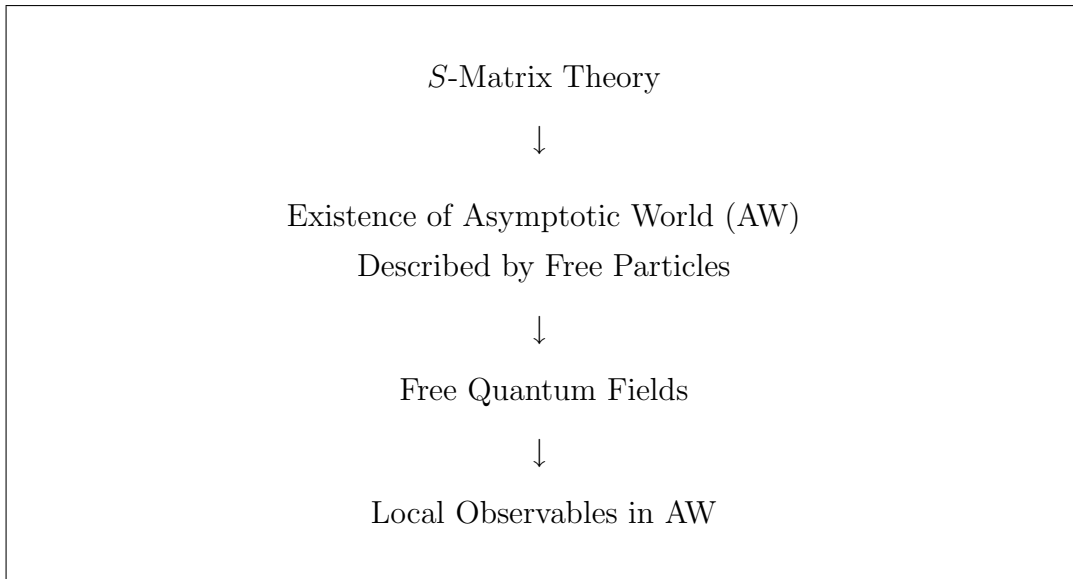 S-Matrix Theory
↓
Existence of Asymptotic World (AW)
Described by Free Particles
↓
Free Quantum Fields
↓
Local Observables in AW